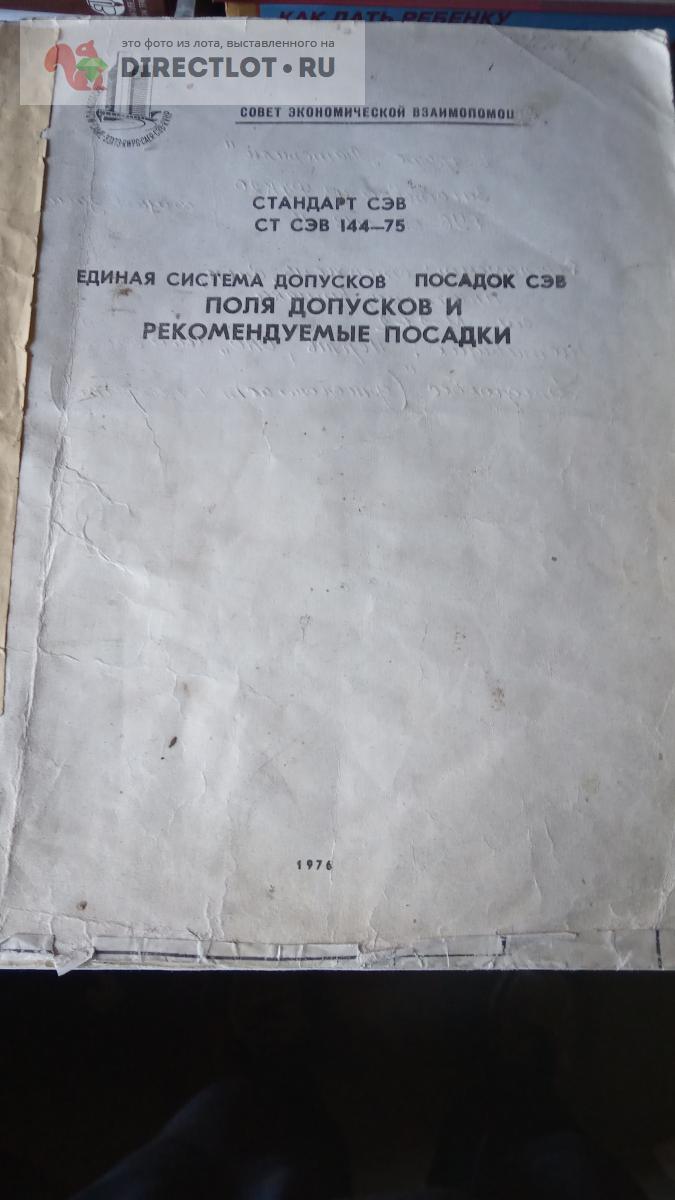 КАК ДАТЬ РЕБЕНКУ
это фото из лота, выставленного на
DIRECTLOT.RU
СОВЕТ ЭКОНОМИЧЕСКОЙ ВЗАИМОПОМОЩ
СТАНДАРТ СЭВ
СТ СЭВ 144—75
ЕДИНАЯ СИСТЕМА ДОПУСКОВ ПОСАДОК СЭВ
ПОЛЯ ДОПУСКОВ И
РЕКОМЕНДУЕМЫЕ ПОСАДКИ
1976